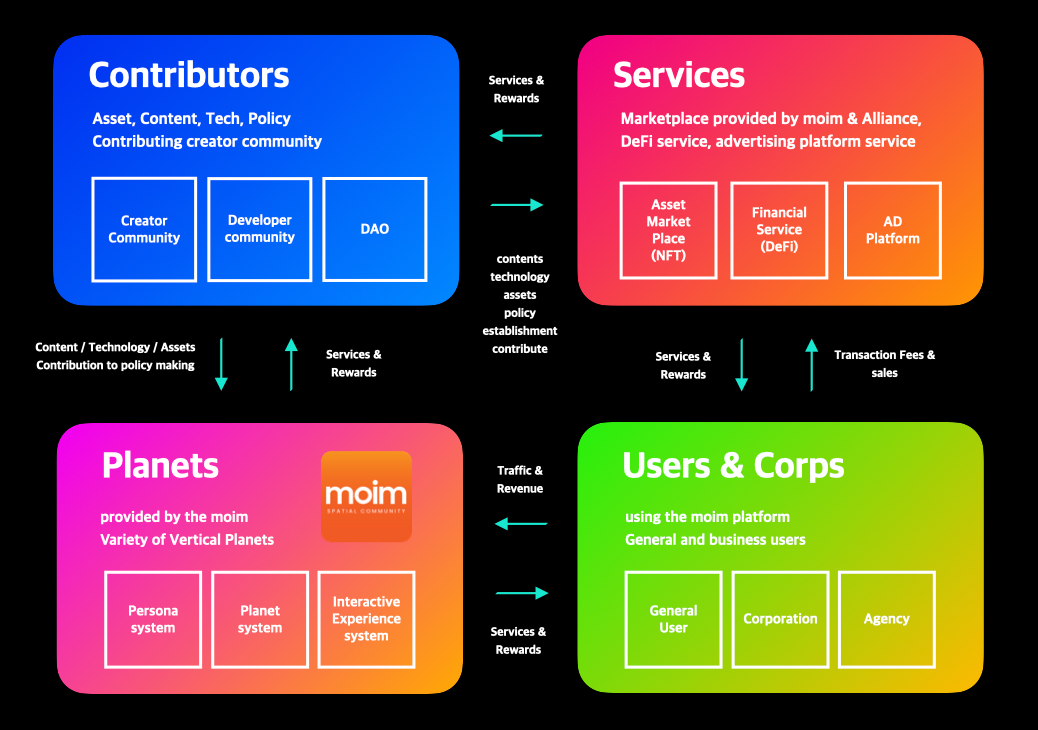 Contributors
Asset, Content, Tech, Policy
Contributing creator community
Creator
Community
Developer
community
DAO
Services &
Rewards
contents
technology
assets
policy
establishment
contribute
Services
Marketplace provided by moim & Alliance,
DeFi service, advertising platform service
Asset
Market
Place
(NFT)
Financial
Service
(DeFi)
AD
Platform
Content / Technology / Assets
Contribution to policy making
Services &
Rewards
Services &
Rewards
Transaction Fees &
sales
Planets
moim
SPATIAL COMMUNITY
provided by the moim
Variety of Vertical Planets
Persona
system
Planet
system
Interactive
Experience
system
Traffic &
Revenue
Services &
Rewards
Users & Corps
using the moim platform
General and business users
General
User
Corporation
Agency